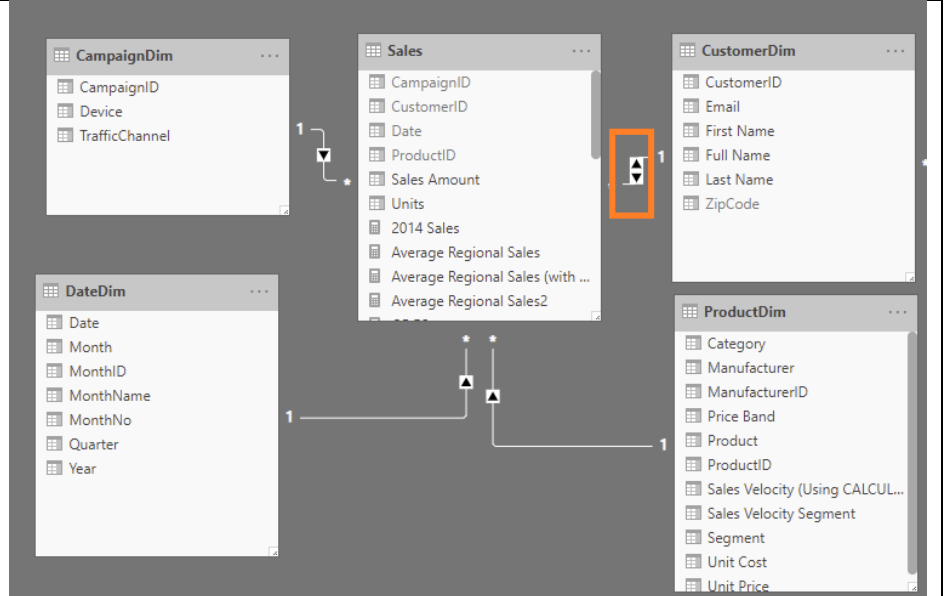 CampaignDim
CampaignID
Device
TrafficChannel
Sales
CampaignID
CustomerID
Date
ProductID
Sales Amount
Units
2014 Sales
Average Regional Sales
Average Regional Sales (with ...
Average Regional Sales2
CustomerDim
CustomerID
Email
First Name
Full Name
Last Name
ZipCode
DateDim
Date
Month
MonthID
MonthName
MonthNo
Quarter
Year
ProductDim
Category
Manufacturer
ManufacturerID
Price Band
Product
ProductID
Sales Velocity (Using CALCUL...
Sales Velocity Segment
Segment
Unit Cost
Unit Price
1
*
1
*
*
*
1
1